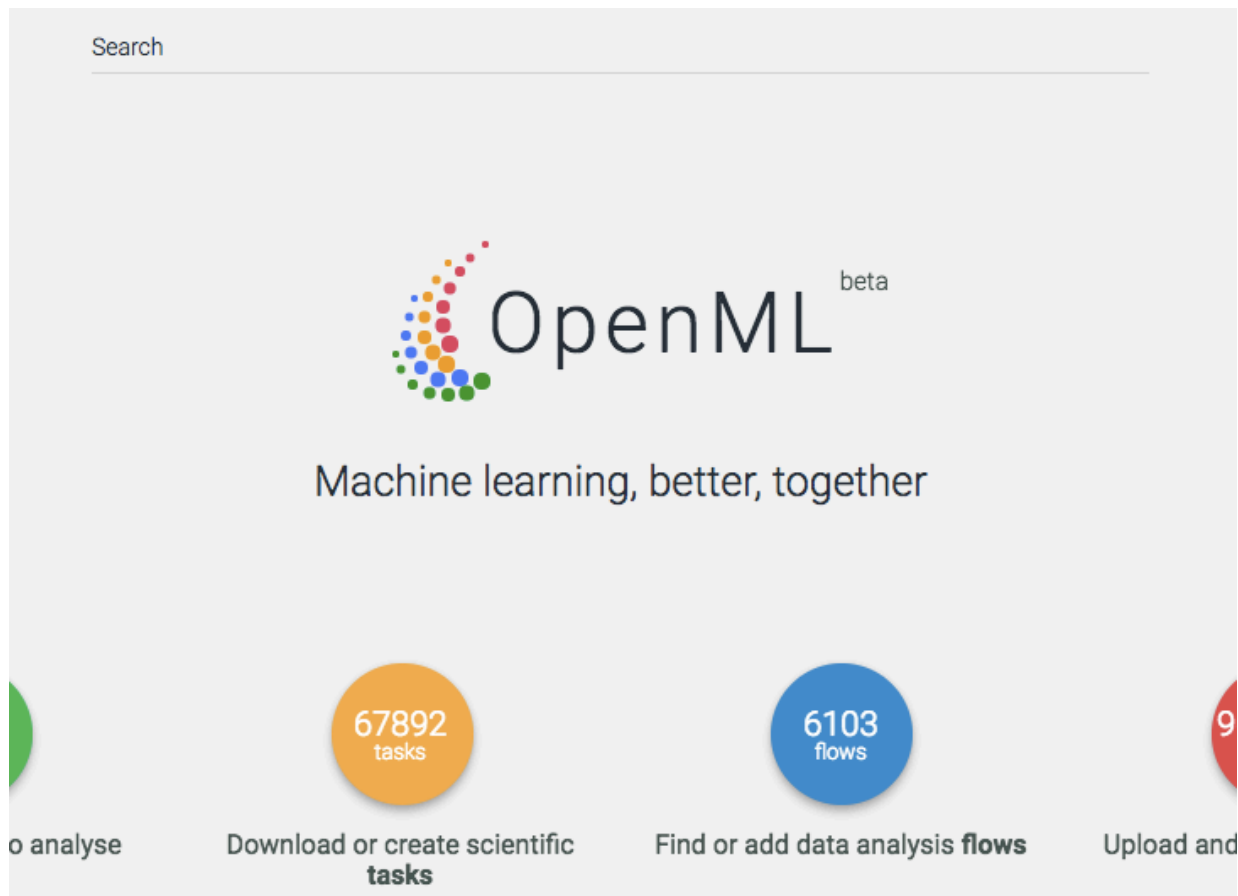 Search
OpenML beta
Machine learning, better, together
67892
tasks
6103
flows
9
o analyse
Download or create scientific
tasks
Find or add data analysis flows
Upload and